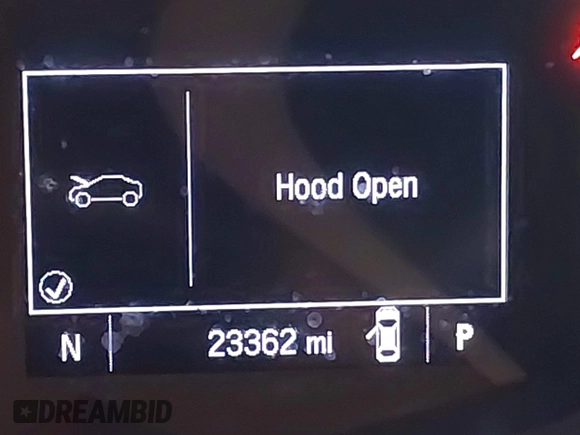 Hood Open
N 23362 mi P
DREAMBID